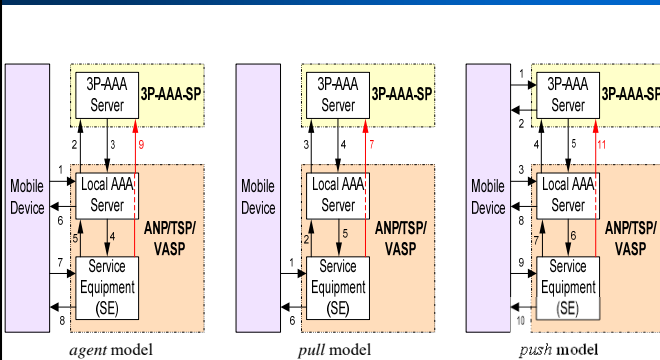 3P-AAA
Server
3P-AAA-SP
2
3
9
1
Mobile
Device
Local AAA
Server
6
5
4
ANP/TSP/
VASP
7
Service
Equipment
(SE)
8
agent model
3P-AAA
Server
3P-AAA-SP
3
4
7
Mobile
Device
Local AAA
Server
2
5
ANP/TSP/
VASP
1
Service
Equipment
(SE)
6
pull model
1
3P-AAA
Server
3P-AAA-SP
2
4
5
11
3
Mobile
Device
Local AAA
Server
8
7
6
ANP/TSP/
VASP
9
Service
Equipment
(SE)
10
push model